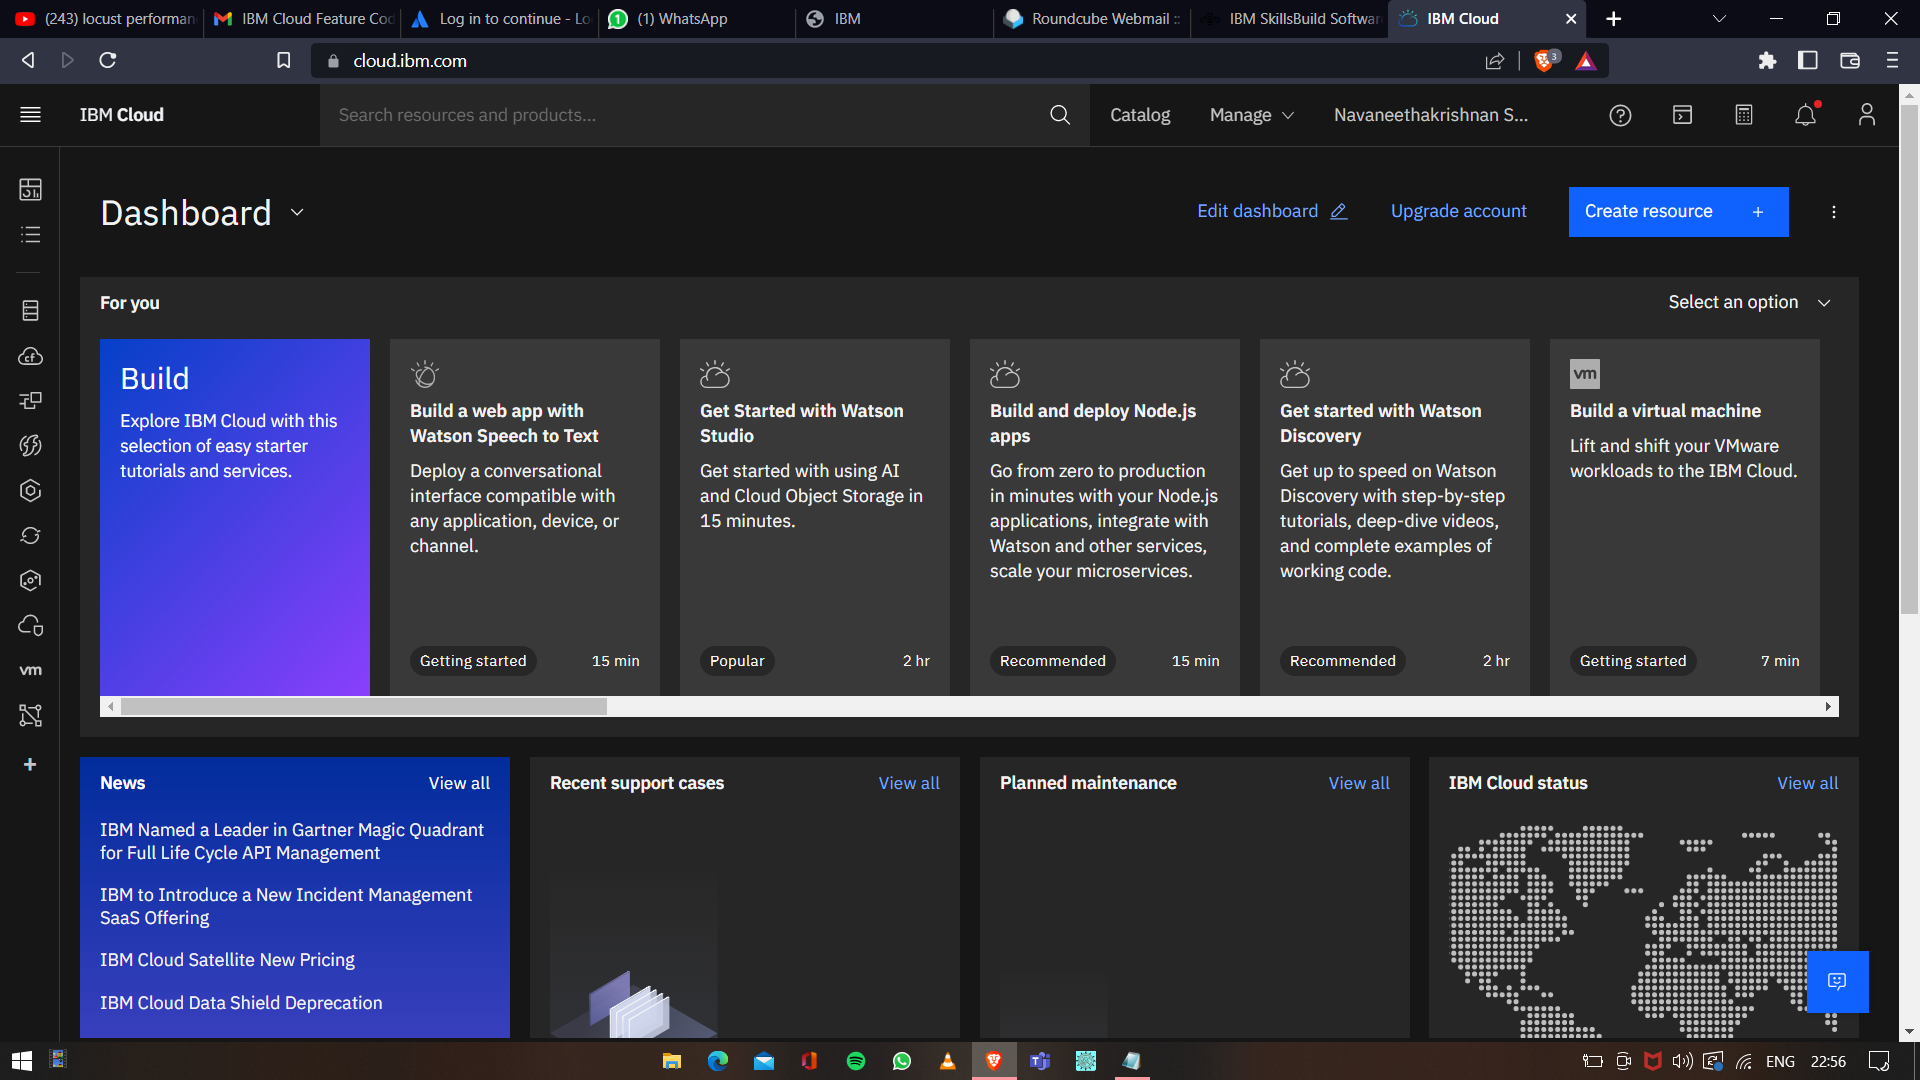 (243) locust performan
IBM Cloud Feature Cod
Log in to continue - Lo
(1) WhatsApp
IBM
Roundcube Webmail ::
IBM SkillsBuild Softwar
IBM Cloud
cloud.ibm.com
3
IBM Cloud
Search resources and products...
Catalog
Manage
Navaneethakrishnan S...
Dashboard
Edit dashboard
Upgrade account
Create resource +
For you
Select an option
Build
Explore IBM Cloud with this
selection of easy starter
tutorials and services.
Build a web app with
Watson Speech to Text
Deploy a conversational
interface compatible with
any application, device, or
channel.
Getting started
15 min
Get Started with Watson
Studio
Get started with using AI
and Cloud Object Storage in
15 minutes.
Popular
2 hr
Build and deploy Node.js
apps
Go from zero to production
in minutes with your Node.js
applications, integrate with
Watson and other services,
scale your microservices.
Recommended
15 min
Get started with Watson
Discovery
Get up to speed on Watson
Discovery with step-by-step
tutorials, deep-dive videos,
and complete examples of
working code.
Recommended
2 hr
vm
Build a virtual machine
Lift and shift your VMware
workloads to the IBM Cloud.
Getting started
7 min
cf
vm
News
View all
IBM Named a Leader in Gartner Magic Quadrant
for Full Life Cycle API Management
IBM to Introduce a New Incident Management
SaaS Offering
IBM Cloud Satellite New Pricing
IBM Cloud Data Shield Deprecation
Recent support cases
View all
Planned maintenance
View all
IBM Cloud status
View all
ENG
22:56